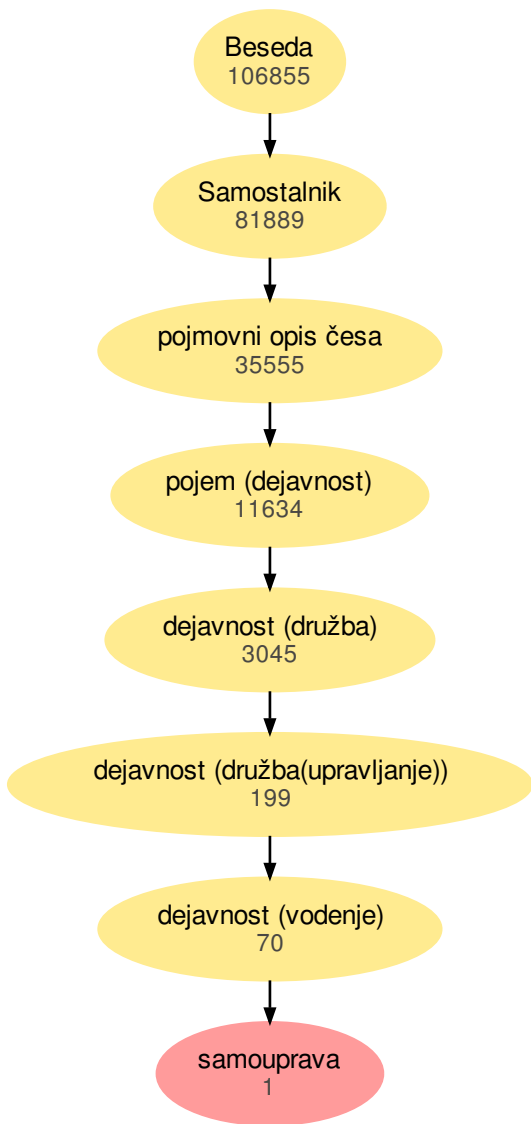 Beseda
106855
Samostalnik
81889
pojmovni opis česa
35555
pojem (dejavnost)
11634
dejavnost (družba)
3045
dejavnost (družba(upravljanje))
199
dejavnost (vodenje)
70
samouprava
1